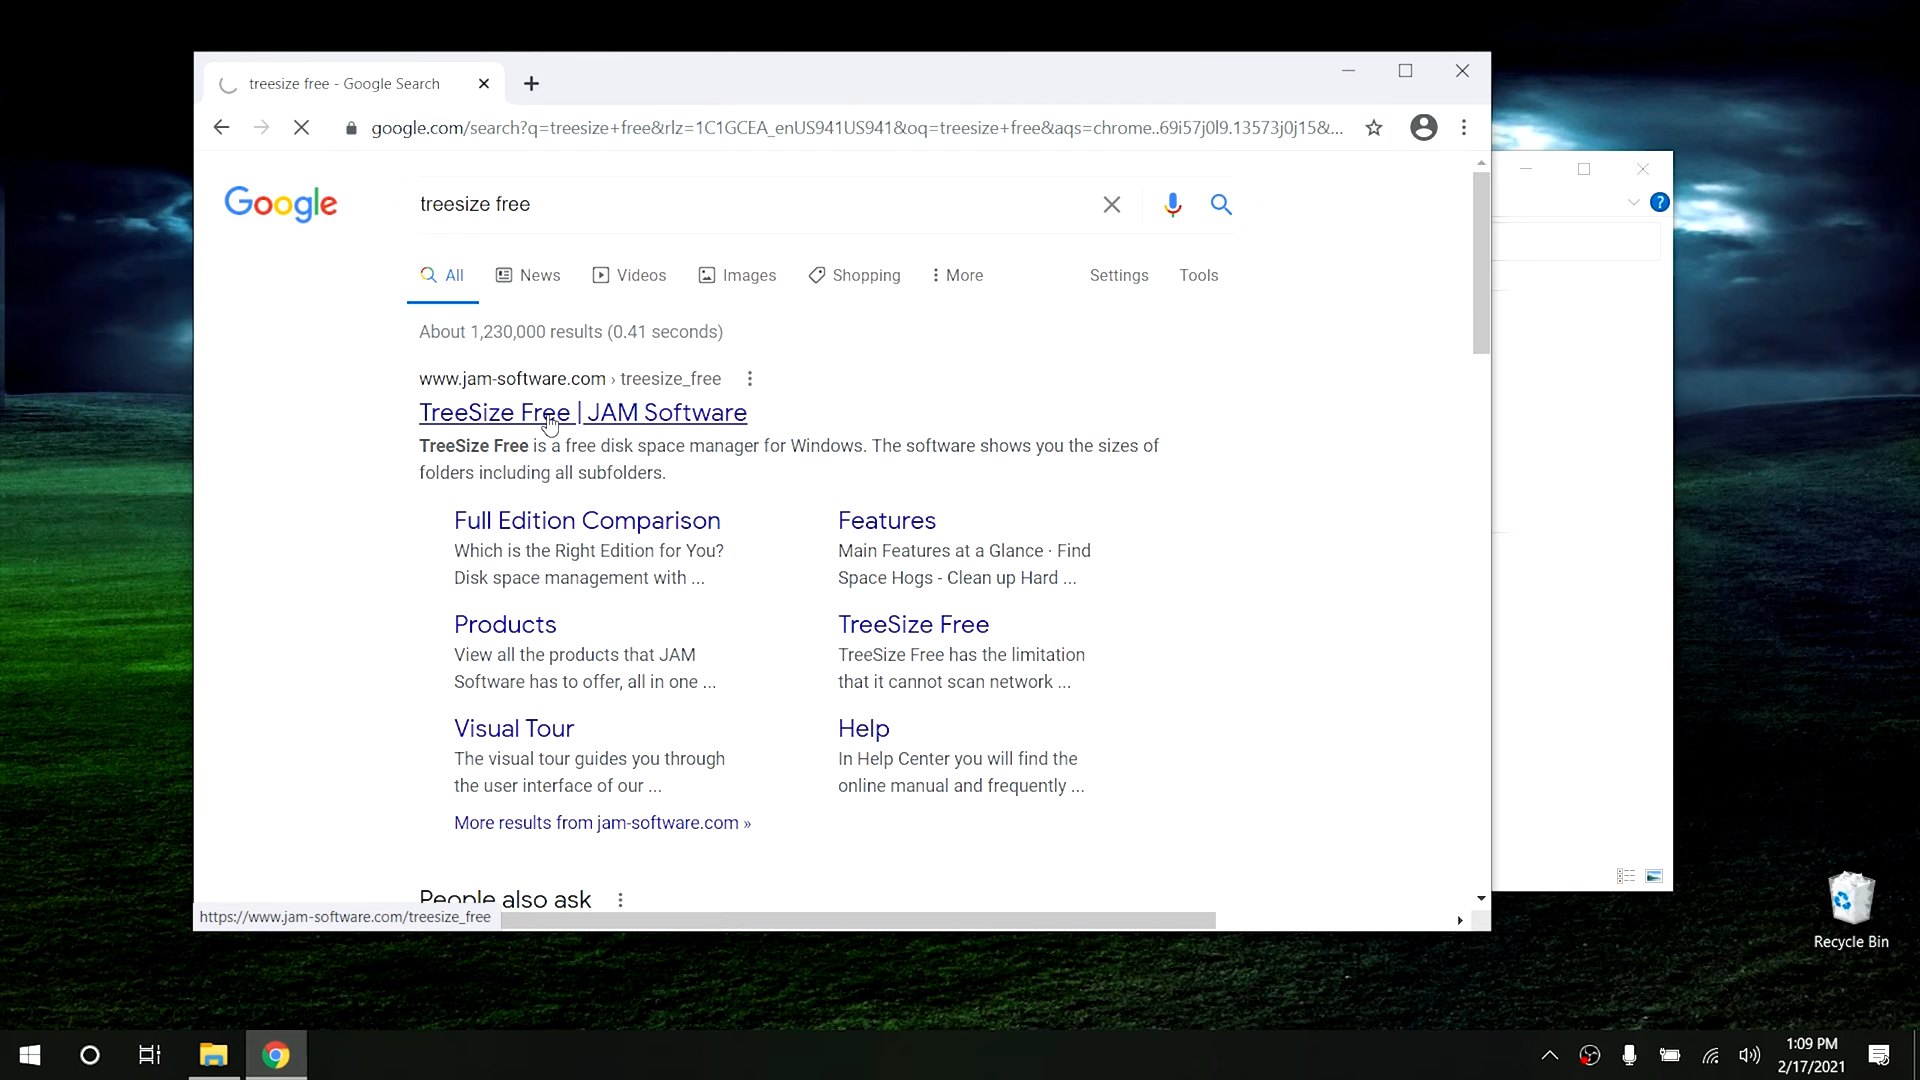 treesize free - Google Search
google.com/search?q=treesize+free&rlz=1C1GCEA_enUS941US941&oq=treesize+free&aqs=chrome..69i57j0l9.13573j0j15&...
Google
treesize free
All
News
Videos
Images
Shopping
More
Settings
Tools
About 1,230,000 results (0.41 seconds)
www.jam-software.com › treesize_free
TreeSize Free | JAM Software
TreeSize Free is a free disk space manager for Windows. The software shows you the sizes of
folders including all subfolders.
Full Edition Comparison
Which is the Right Edition for You?
Disk space management with ...
Features
Main Features at a Glance · Find
Space Hogs - Clean up Hard ...
Products
View all the products that JAM
Software has to offer, all in one ...
TreeSize Free
TreeSize Free has the limitation
that it cannot scan network ...
Visual Tour
The visual tour guides you through
the user interface of our ...
Help
In Help Center you will find the
online manual and frequently ...
More results from jam-software.com »
People also ask
https://www.jam-software.com/treesize_free
Recycle Bin
1:09 PM
2/17/2021